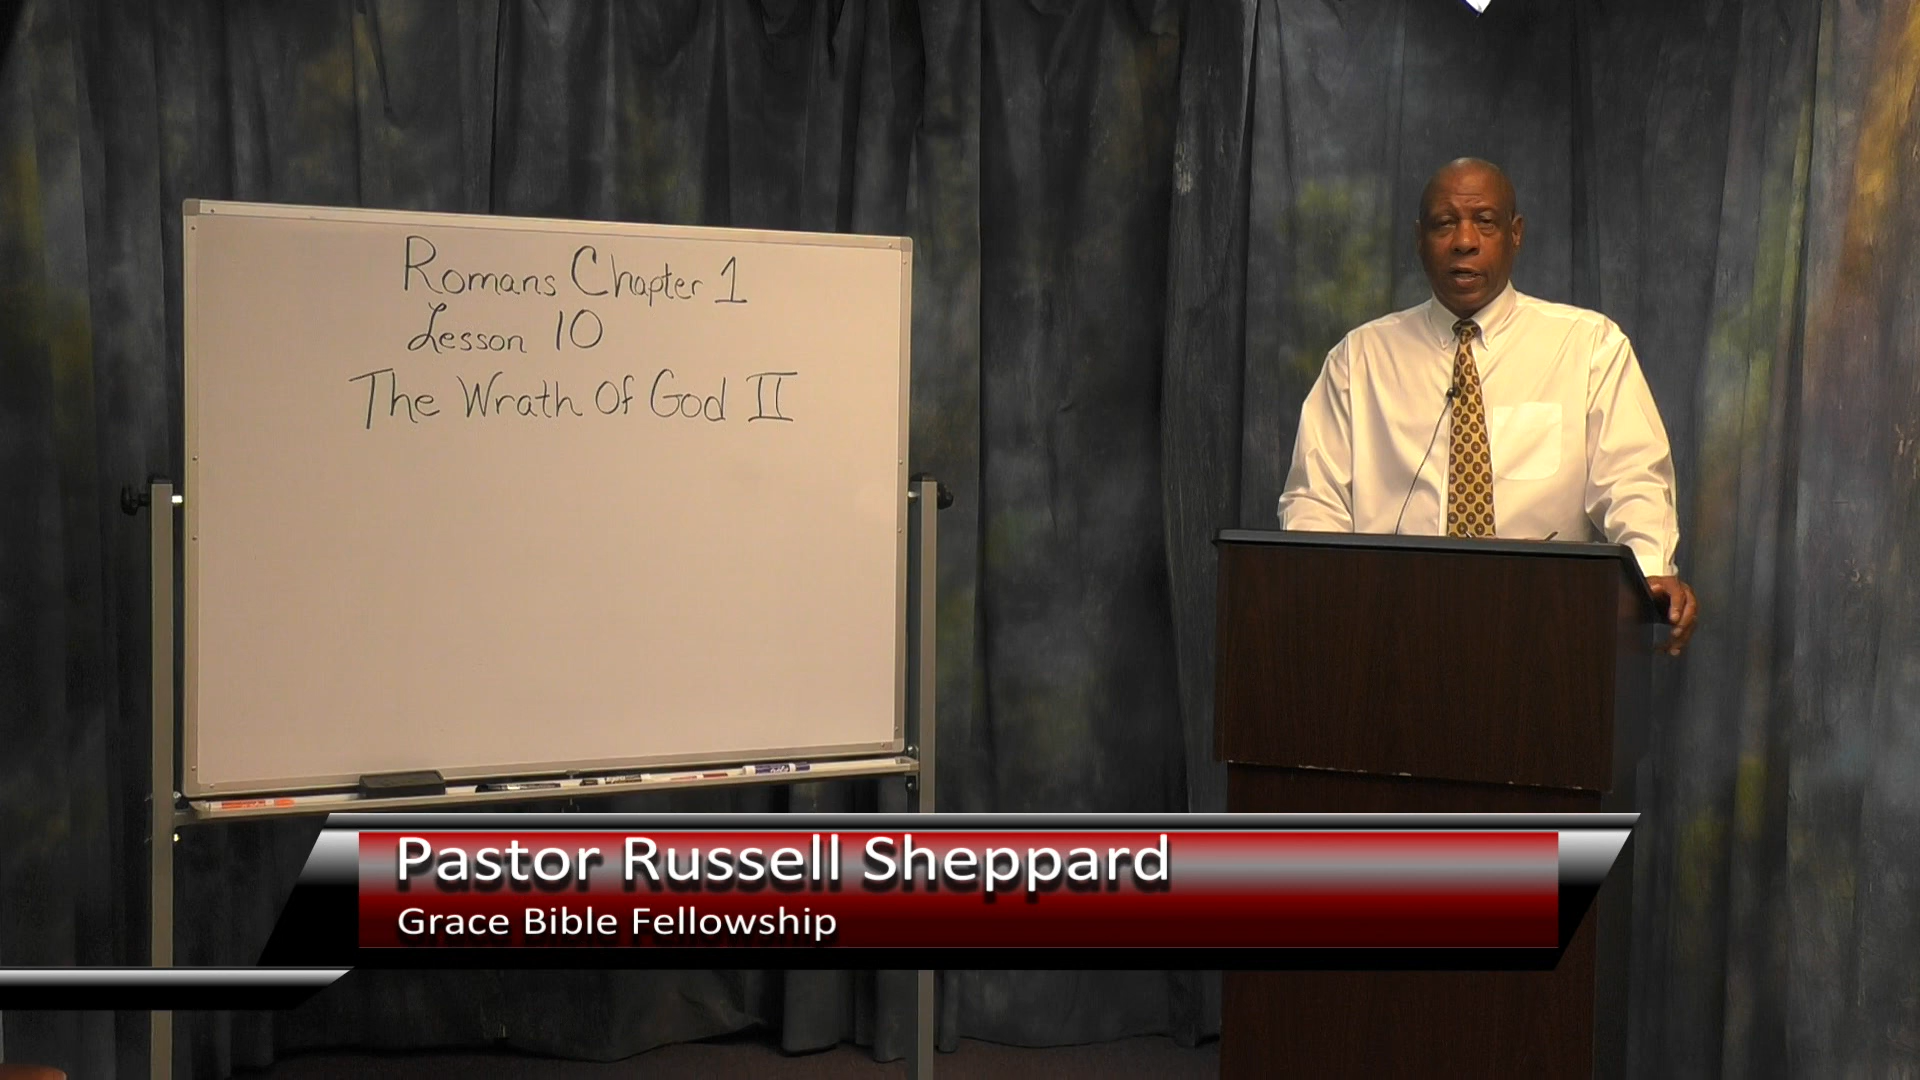 Romans Chapter 1
Lesson 10
The Wrath Of God II
Pastor Russell Sheppard
Grace Bible Fellowship